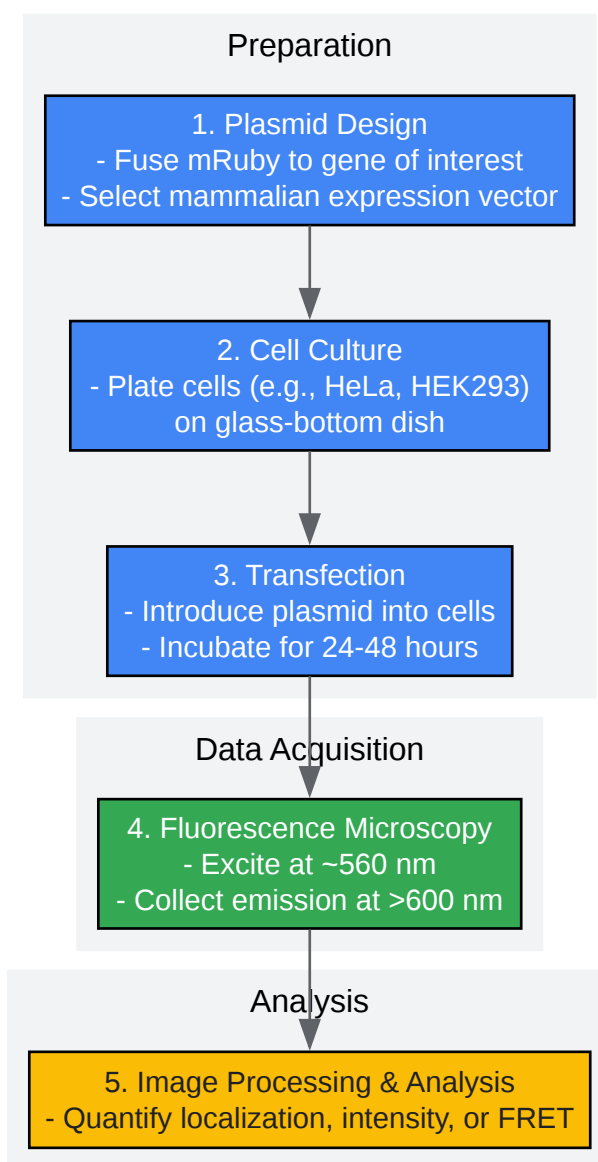 Preparation
1. Plasmid Design
- Fuse mRuby to gene of interest
- Select mammalian expression vector
2. Cell Culture
- Plate cells (e.g., HeLa, HEK293)
on glass-bottom dish
3. Transfection
- Introduce plasmid into cells
- Incubate for 24-48 hours
Data Acquisition
4. Fluorescence Microscopy
- Excite at ~560 nm
- Collect emission at >600 nm
Analysis
5. Image Processing & Analysis
- Quantify localization, intensity, or FRET